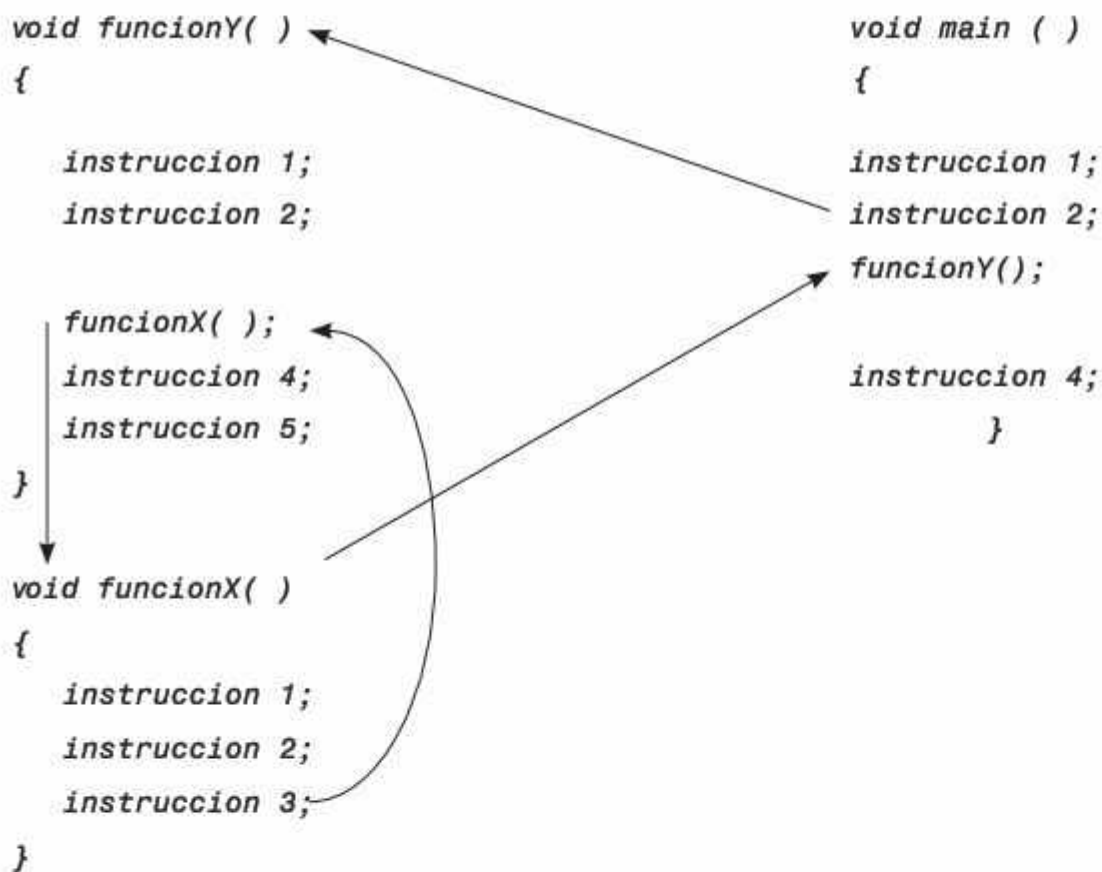 void funcionY( )
{
instruccion 1;
instruccion 2;
funcionX( );
instruccion 4;
instruccion 5;
}
void funcionX( )
{
instruccion 1;
instruccion 2;
instruccion 3;
}
void main ( )
{
instruccion 1;
instruccion 2;
funcionY();
instruccion 4;
}